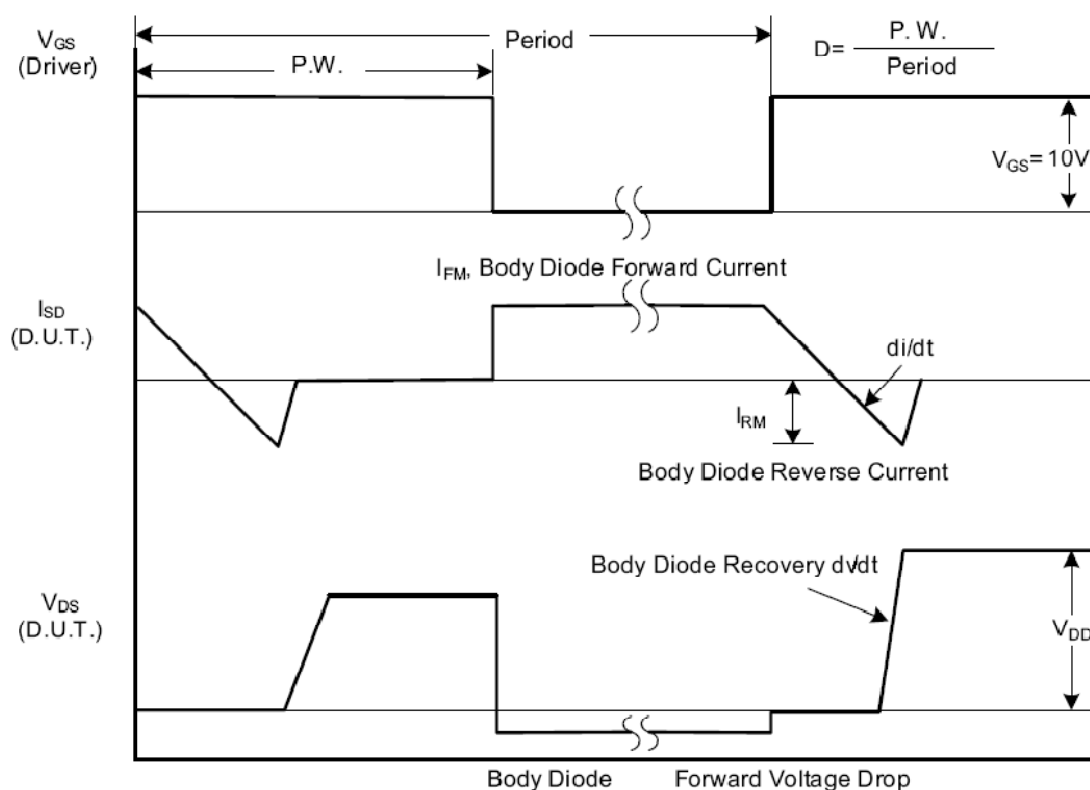 V_GS
(Driver)
Period
P.W.
D= P. W.
Period
V_GS= 10V
I_FM, Body Diode Forward Current
I_SD
(D.U.T.)
di/dt
I_RM
Body Diode Reverse Current
Body Diode Recovery dv/dt
V_DS
(D.U.T.)
V_DD
Body Diode Forward Voltage Drop